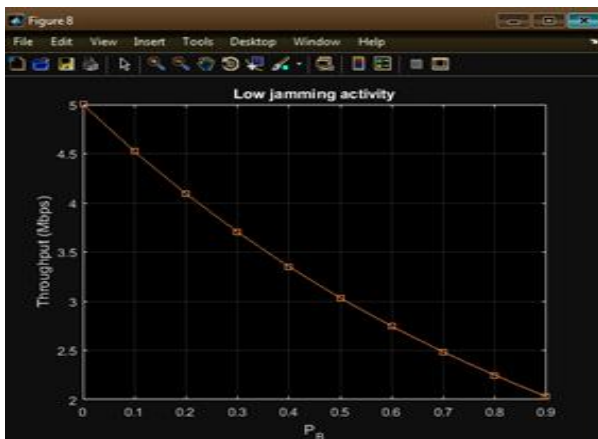 Figure 8
File Edit View Insert Tools Desktop Window Help
Low jamming activity
Throughput (Mbps)
5
4.5
4
3.5
3
2.5
2
0 0.1 0.2 0.3 0.4 0.5 0.6 0.7 0.8 0.9
P_B